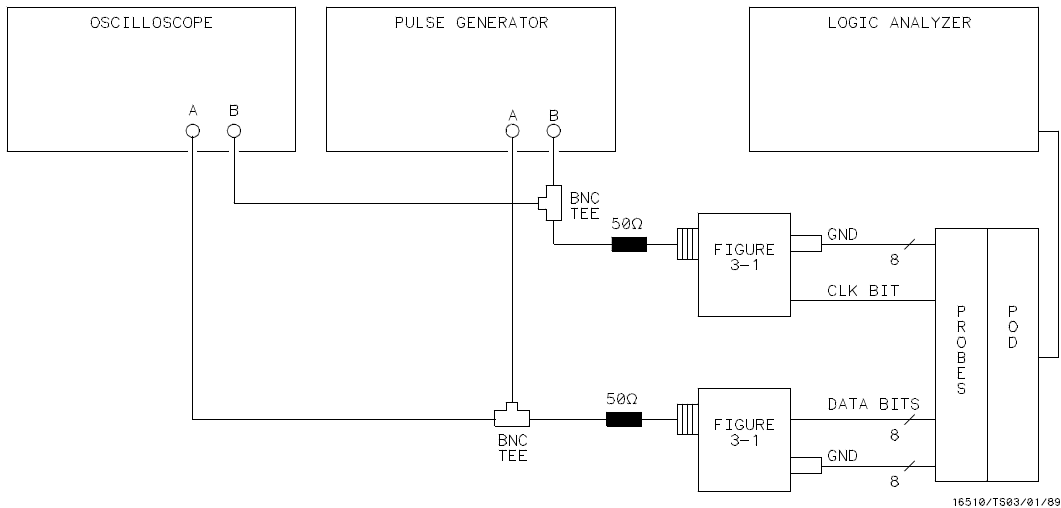 OSCILLOSCOPE
A
B
PULSE GENERATOR
A
B
LOGIC ANALYZER
BNC
TEE
50Ω
FIGURE
3-1
GND
8
CLK BIT
PROBES
POD
BNC
TEE
50Ω
FIGURE
3-1
DATA BITS
8
GND
8
16510/TS03/01/89